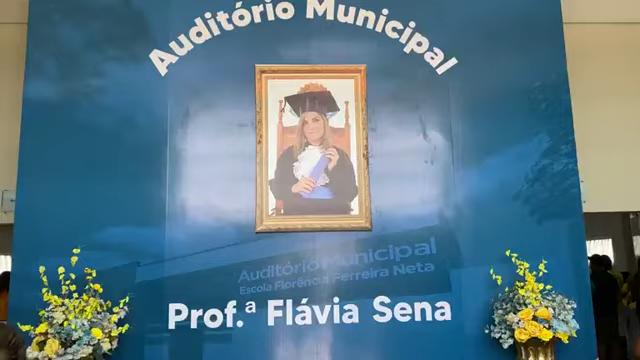 Auditório Municipal
Auditório Municipal
Escola Florência Ferreira Neta
Prof.ª Flávia Sena